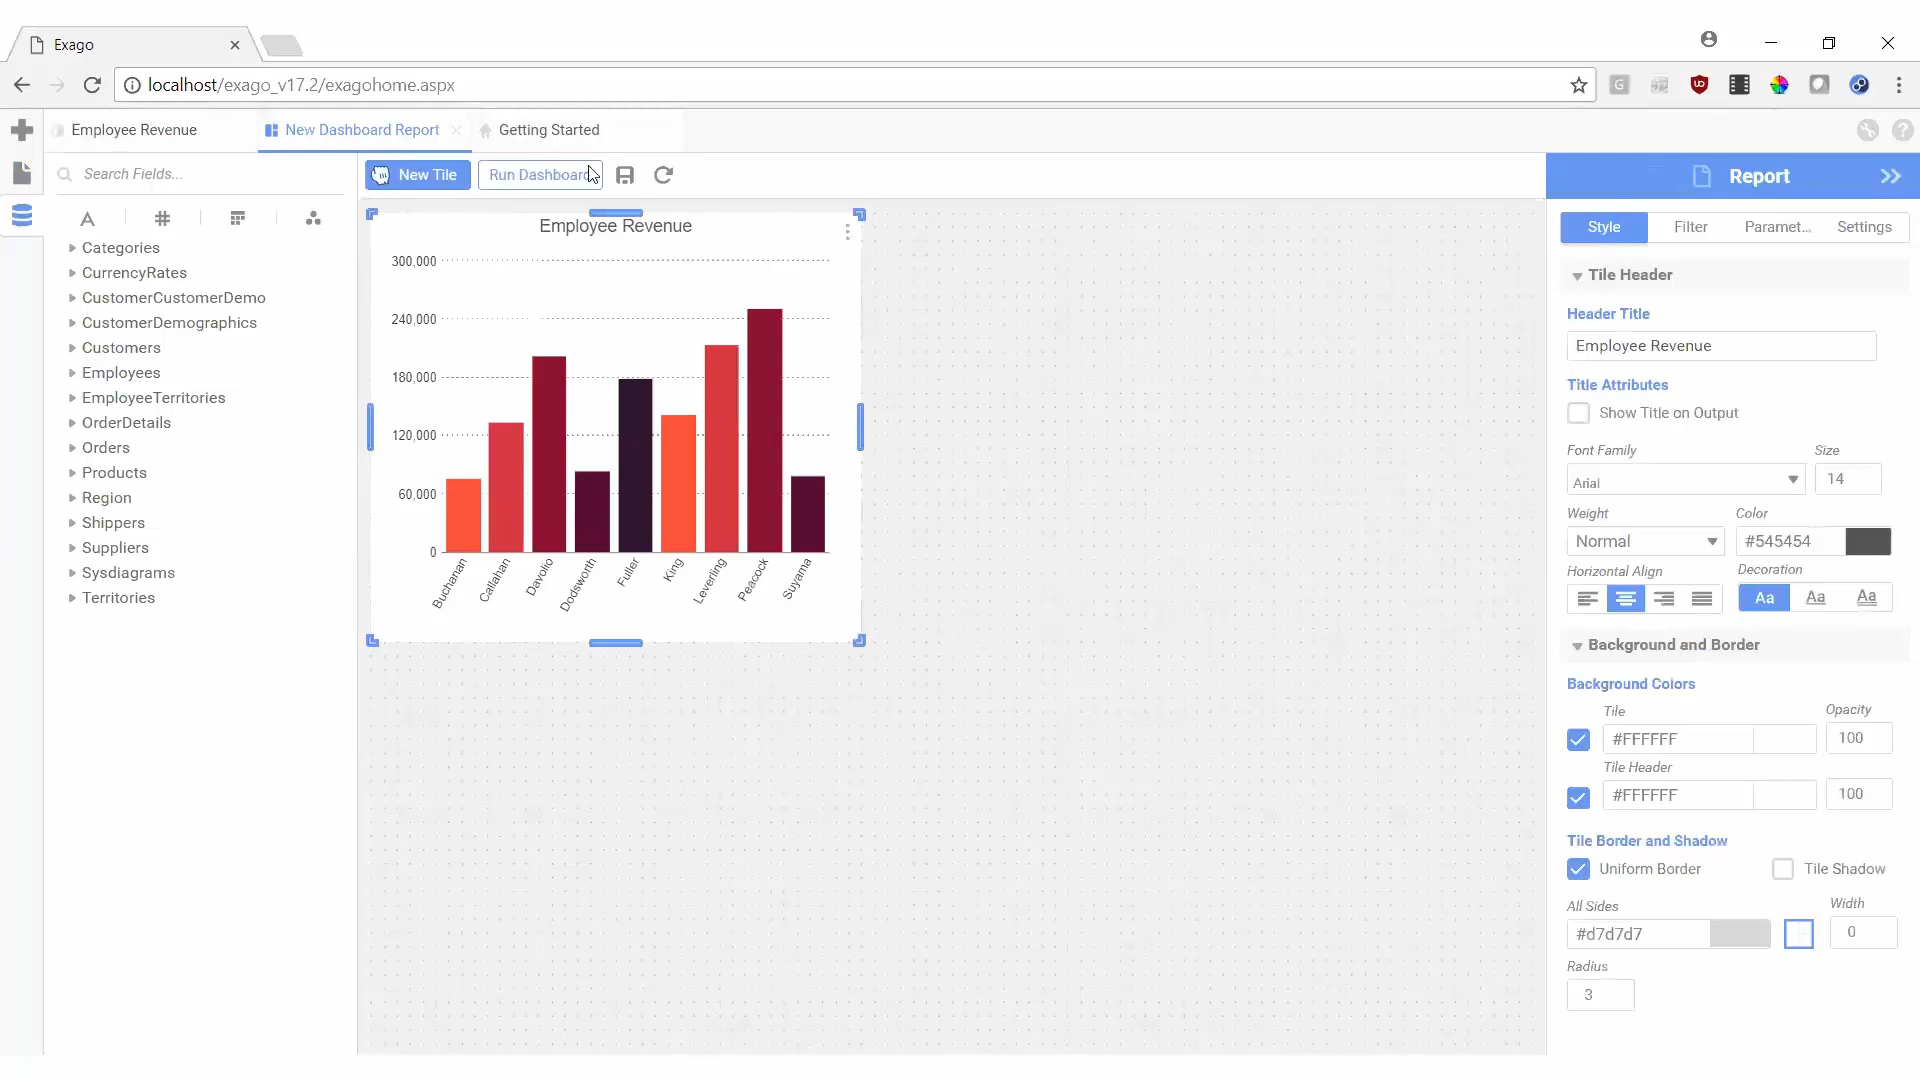 Exago
localhost/exago_v17.2/exagohome.aspx
Employee Revenue
New Dashboard Report
Getting Started
Search Fields...
New Tile
Run Dashboard
Report
Style
Filter
Paramet...
Settings
Categories
CurrencyRates
CustomerCustomerDemo
CustomerDemographics
Customers
Employees
EmployeeTerritories
OrderDetails
Orders
Products
Region
Shippers
Suppliers
Sysdiagrams
Territories
Employee Revenue
300,000
240,000
180,000
120,000
60,000
0
Buchanan
Callahan
Davolio
Dodsworth
Fuller
King
Leverling
Peacock
Suyama
Tile Header
Header Title
Employee Revenue
Title Attributes
Show Title on Output
Font Family Size
Arial 14
Weight Color
Normal #545454
Horizontal Align Decoration
Aa Aa Aa
Background and Border
Background Colors
Tile Opacity
#FFFFFF 100
Tile Header
#FFFFFF 100
Tile Border and Shadow
Uniform Border Tile Shadow
All Sides Width
#d7d7d7 0
Radius
3